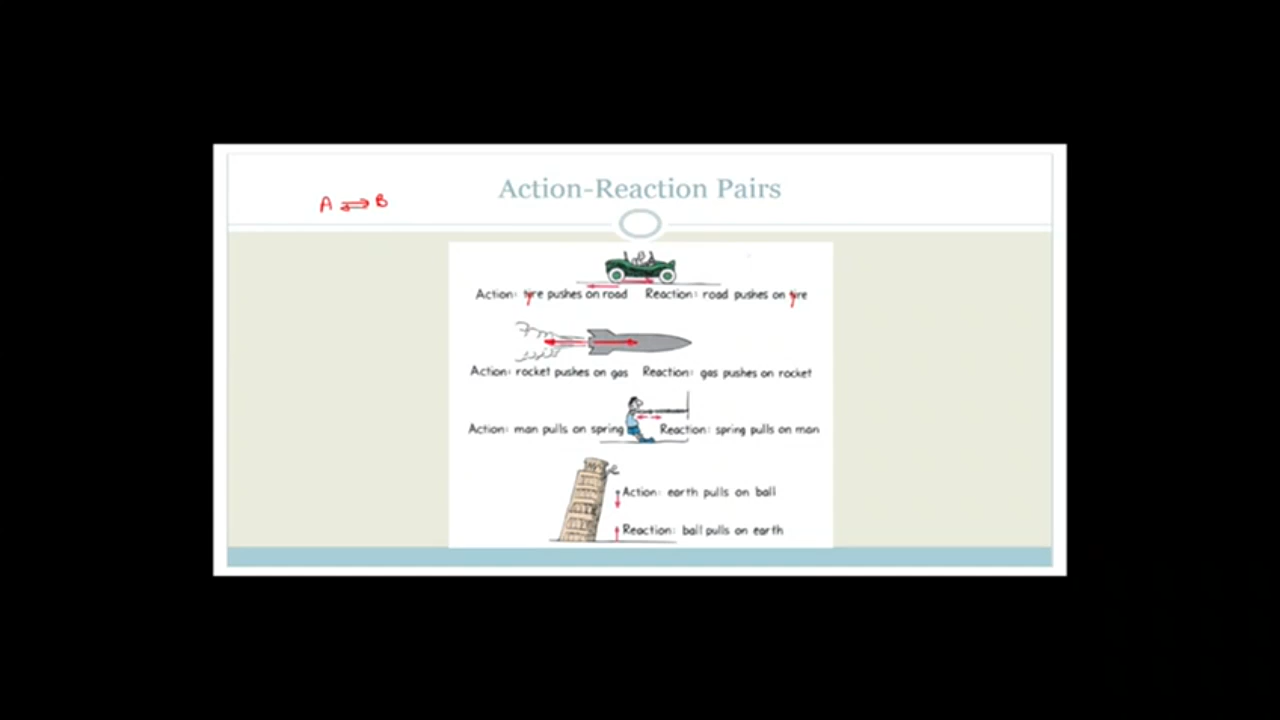 Action-Reaction Pairs
A ⇌ B
Action: tire pushes on road Reaction: road pushes on tire
Action: rocket pushes on gas Reaction: gas pushes on rocket
Action: man pulls on spring Reaction: spring pulls on man
Action: earth pulls on ball
Reaction: ball pulls on earth